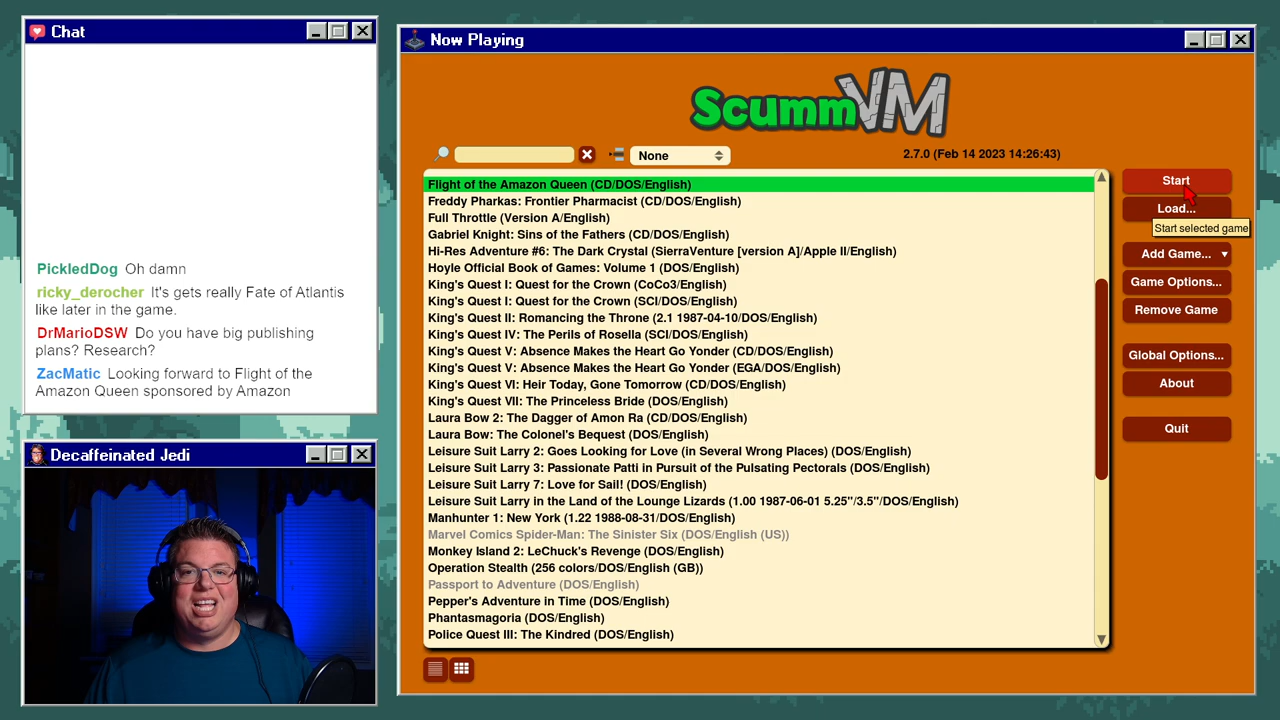 Chat
PickledDog Oh damn
ricky_derocher It's gets really Fate of Atlantis
like later in the game.
DrMarioDSW Do you have big publishing
plans? Research?
ZacMatic Looking forward to Flight of the
Amazon Queen sponsored by Amazon
Decaffeinated Jedi
Now Playing
ScummVM
None
2.7.0 (Feb 14 2023 14:26:43)
Flight of the Amazon Queen (CD/DOS/English)
Freddy Pharkas: Frontier Pharmacist (CD/DOS/English)
Full Throttle (Version A/English)
Gabriel Knight: Sins of the Fathers (CD/DOS/English)
Hi-Res Adventure #6: The Dark Crystal (SierraVenture [version A]/Apple II/English)
Hoyle Official Book of Games: Volume 1 (DOS/English)
King's Quest I: Quest for the Crown (CoCo3/English)
King's Quest I: Quest for the Crown (SCI/DOS/English)
King's Quest II: Romancing the Throne (2.1 1987-04-10/DOS/English)
King's Quest IV: The Perils of Rosella (SCI/DOS/English)
King's Quest V: Absence Makes the Heart Go Yonder (CD/DOS/English)
King's Quest V: Absence Makes the Heart Go Yonder (EGA/DOS/English)
King's Quest VI: Heir Today, Gone Tomorrow (CD/DOS/English)
King's Quest VII: The Princeless Bride (DOS/English)
Laura Bow 2: The Dagger of Amon Ra (CD/DOS/English)
Laura Bow: The Colonel's Bequest (DOS/English)
Leisure Suit Larry 2: Goes Looking for Love (in Several Wrong Places) (DOS/English)
Leisure Suit Larry 3: Passionate Patti in Pursuit of the Pulsating Pectorals (DOS/English)
Leisure Suit Larry 7: Love for Sail! (DOS/English)
Leisure Suit Larry in the Land of the Lounge Lizards (1.00 1987-06-01 5.25"/3.5"/DOS/English)
Manhunter 1: New York (1.22 1988-08-31/DOS/English)
Marvel Comics Spider-Man: The Sinister Six (DOS/English (US))
Monkey Island 2: LeChuck's Revenge (DOS/English)
Operation Stealth (256 colors/DOS/English (GB))
Passport to Adventure (DOS/English)
Pepper's Adventure in Time (DOS/English)
Phantasmagoria (DOS/English)
Police Quest III: The Kindred (DOS/English)
Start
Load...
Start selected game
Add Game...
Game Options...
Remove Game
Global Options...
About
Quit